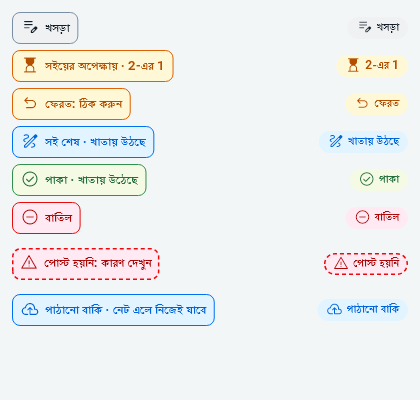 খসড়া
খসড়া
সইয়ের অপেক্ষায় · 2-এর 1
2-এর 1
ফেরত: ঠিক করুন
ফেরত
সই শেষ · খাতায় উঠছে
খাতায় উঠছে
পাকা · খাতায় উঠেছে
পাকা
বাতিল
বাতিল
পোস্ট হয়নি: কারণ দেখুন
পোস্ট হয়নি
পাঠানো বাকি · নেট এলে নিজেই যাবে
পাঠানো বাকি